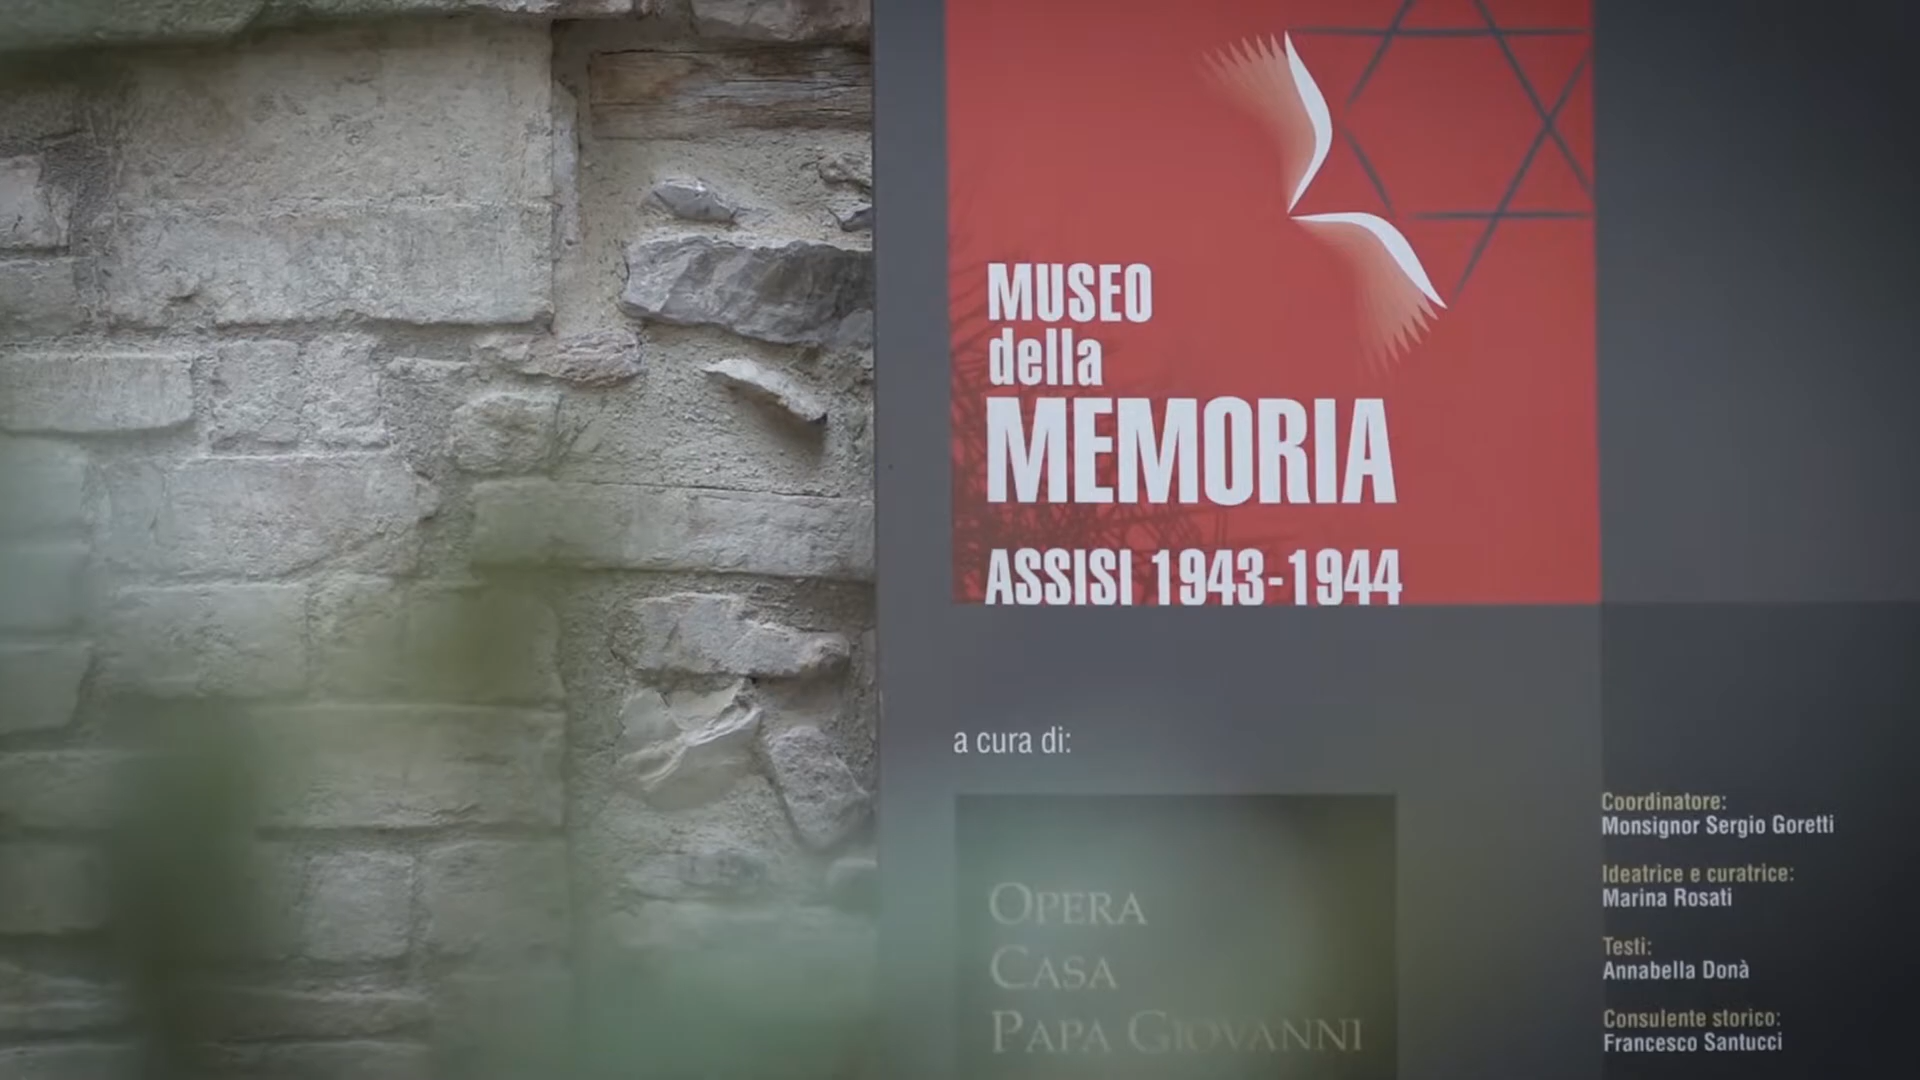 MUSEO
della
MEMORIA
ASSISI 1943-1944
a cura di:
OPERA
CASA
PAPA GIOVANNI
Coordinatore:
Monsignor Sergio Goretti
Ideatrice e curatrice:
Marina Rosati
Testi:
Annabella Donà
Consulente storico:
Francesco Santucci